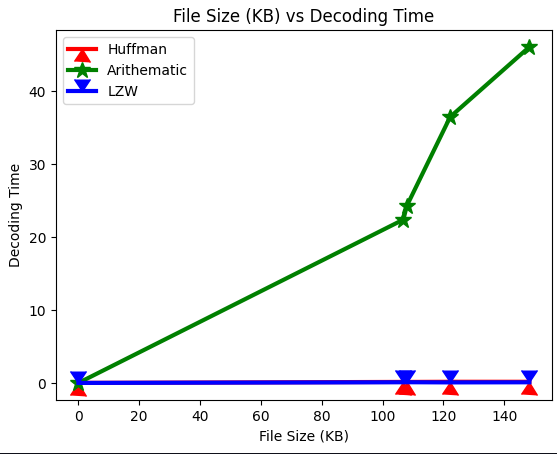 File Size (KB) vs Decoding Time
Huffman
Arithematic
LZW
Decoding Time
40
30
20
10
0
0 20 40 60 80 100 120 140
File Size (KB)